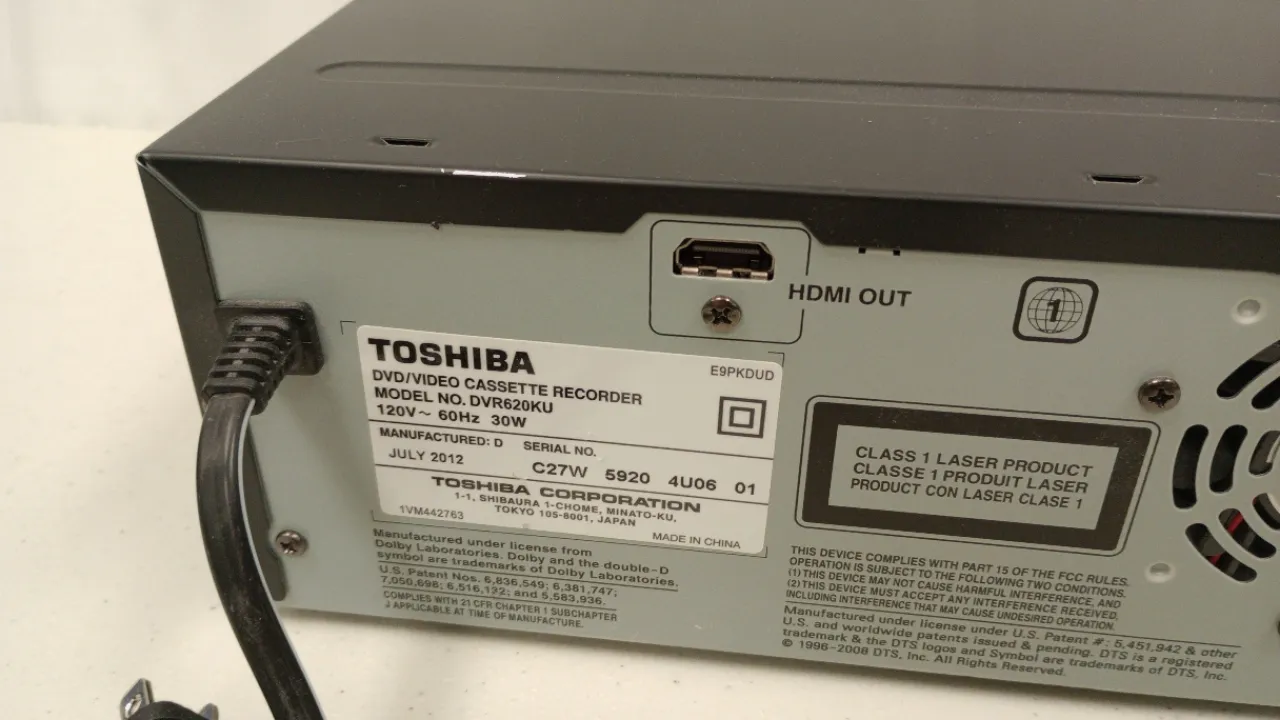 HDMI OUT
1
TOSHIBA
E9PKDUD
DVD/VIDEO CASSETTE RECORDER
MODEL NO. DVR620KU
120V~ 60Hz 30W
MANUFACTURED: D SERIAL NO.
JULY 2012 C27W 5920 4U06 01
TOSHIBA CORPORATION
1-1, SHIBAURA 1-CHOME, MINATO-KU,
TOKYO 105-8001, JAPAN
1VM442763
MADE IN CHINA
Manufactured under license from
Dolby Laboratories. Dolby and the double-D
symbol are trademarks of Dolby Laboratories.
U.S. Patent Nos. 6,836,549; 6,381,747;
7,050,698; 6,516,132; and 5,583,936.
COMPLIES WITH 21 CFR CHAPTER 1 SUBCHAPTER
J APPLICABLE AT TIME OF MANUFACTURE.
CLASS 1 LASER PRODUCT
CLASSE 1 PRODUIT LASER
PRODUCT CON LASER CLASE 1
THIS DEVICE COMPLIES WITH PART 15 OF THE FCC RULES.
OPERATION IS SUBJECT TO THE FOLLOWING TWO CONDITIONS.
(1) THIS DEVICE MAY NOT CAUSE HARMFUL INTERFERENCE, AND
(2) THIS DEVICE MUST ACCEPT ANY INTERFERENCE RECEIVED,
INCLUDING INTERFERENCE THAT MAY CAUSE UNDESIRED OPERATION.
Manufactured under license under U.S. Patent #: 5,451,942 & other
U.S. and worldwide patents issued & pending. DTS is a registered
trademark & the DTS logos and Symbol are trademarks of DTS, Inc.
© 1996-2008 DTS, Inc. All Rights Reserved.